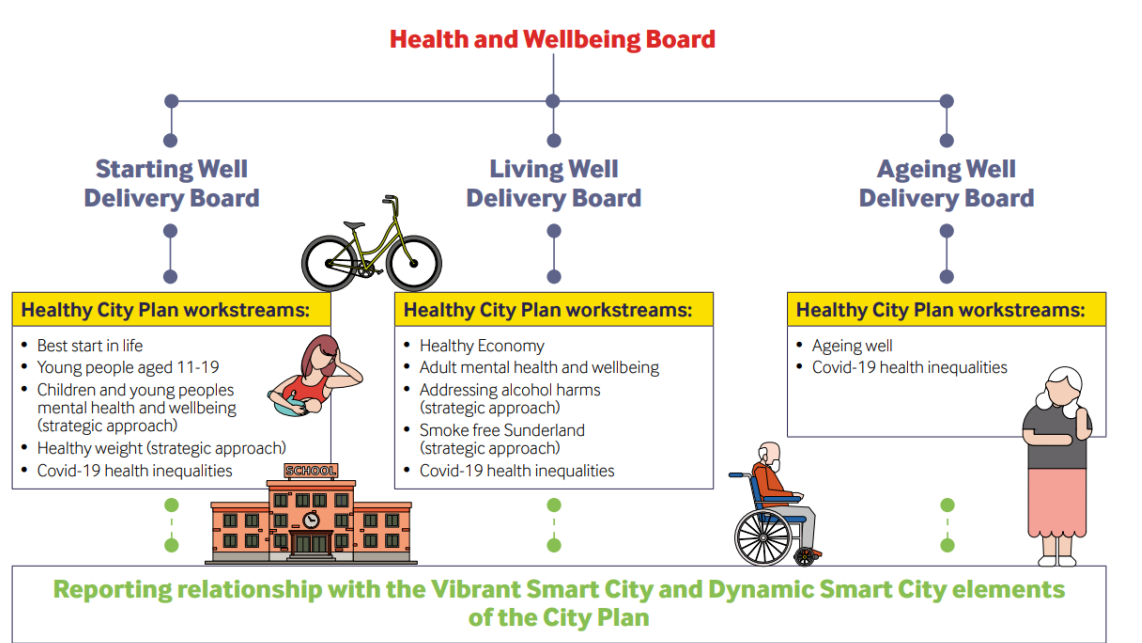 Health and Wellbeing Board
Starting Well
Delivery Board
Living Well
Delivery Board
Ageing Well
Delivery Board
Healthy City Plan workstreams:
• Best start in life
• Young people aged 11-19
• Children and young peoples
mental health and wellbeing
(strategic approach)
• Healthy weight (strategic approach)
• Covid-19 health inequalities
SCHOOL
Healthy City Plan workstreams:
• Healthy Economy
• Adult mental health and wellbeing
• Addressing alcohol harms
(strategic approach)
• Smoke free Sunderland
(strategic approach)
• Covid-19 health inequalities
Healthy City Plan workstreams:
• Ageing well
• Covid-19 health inequalities
Reporting relationship with the Vibrant Smart City and Dynamic Smart City elements
of the City Plan